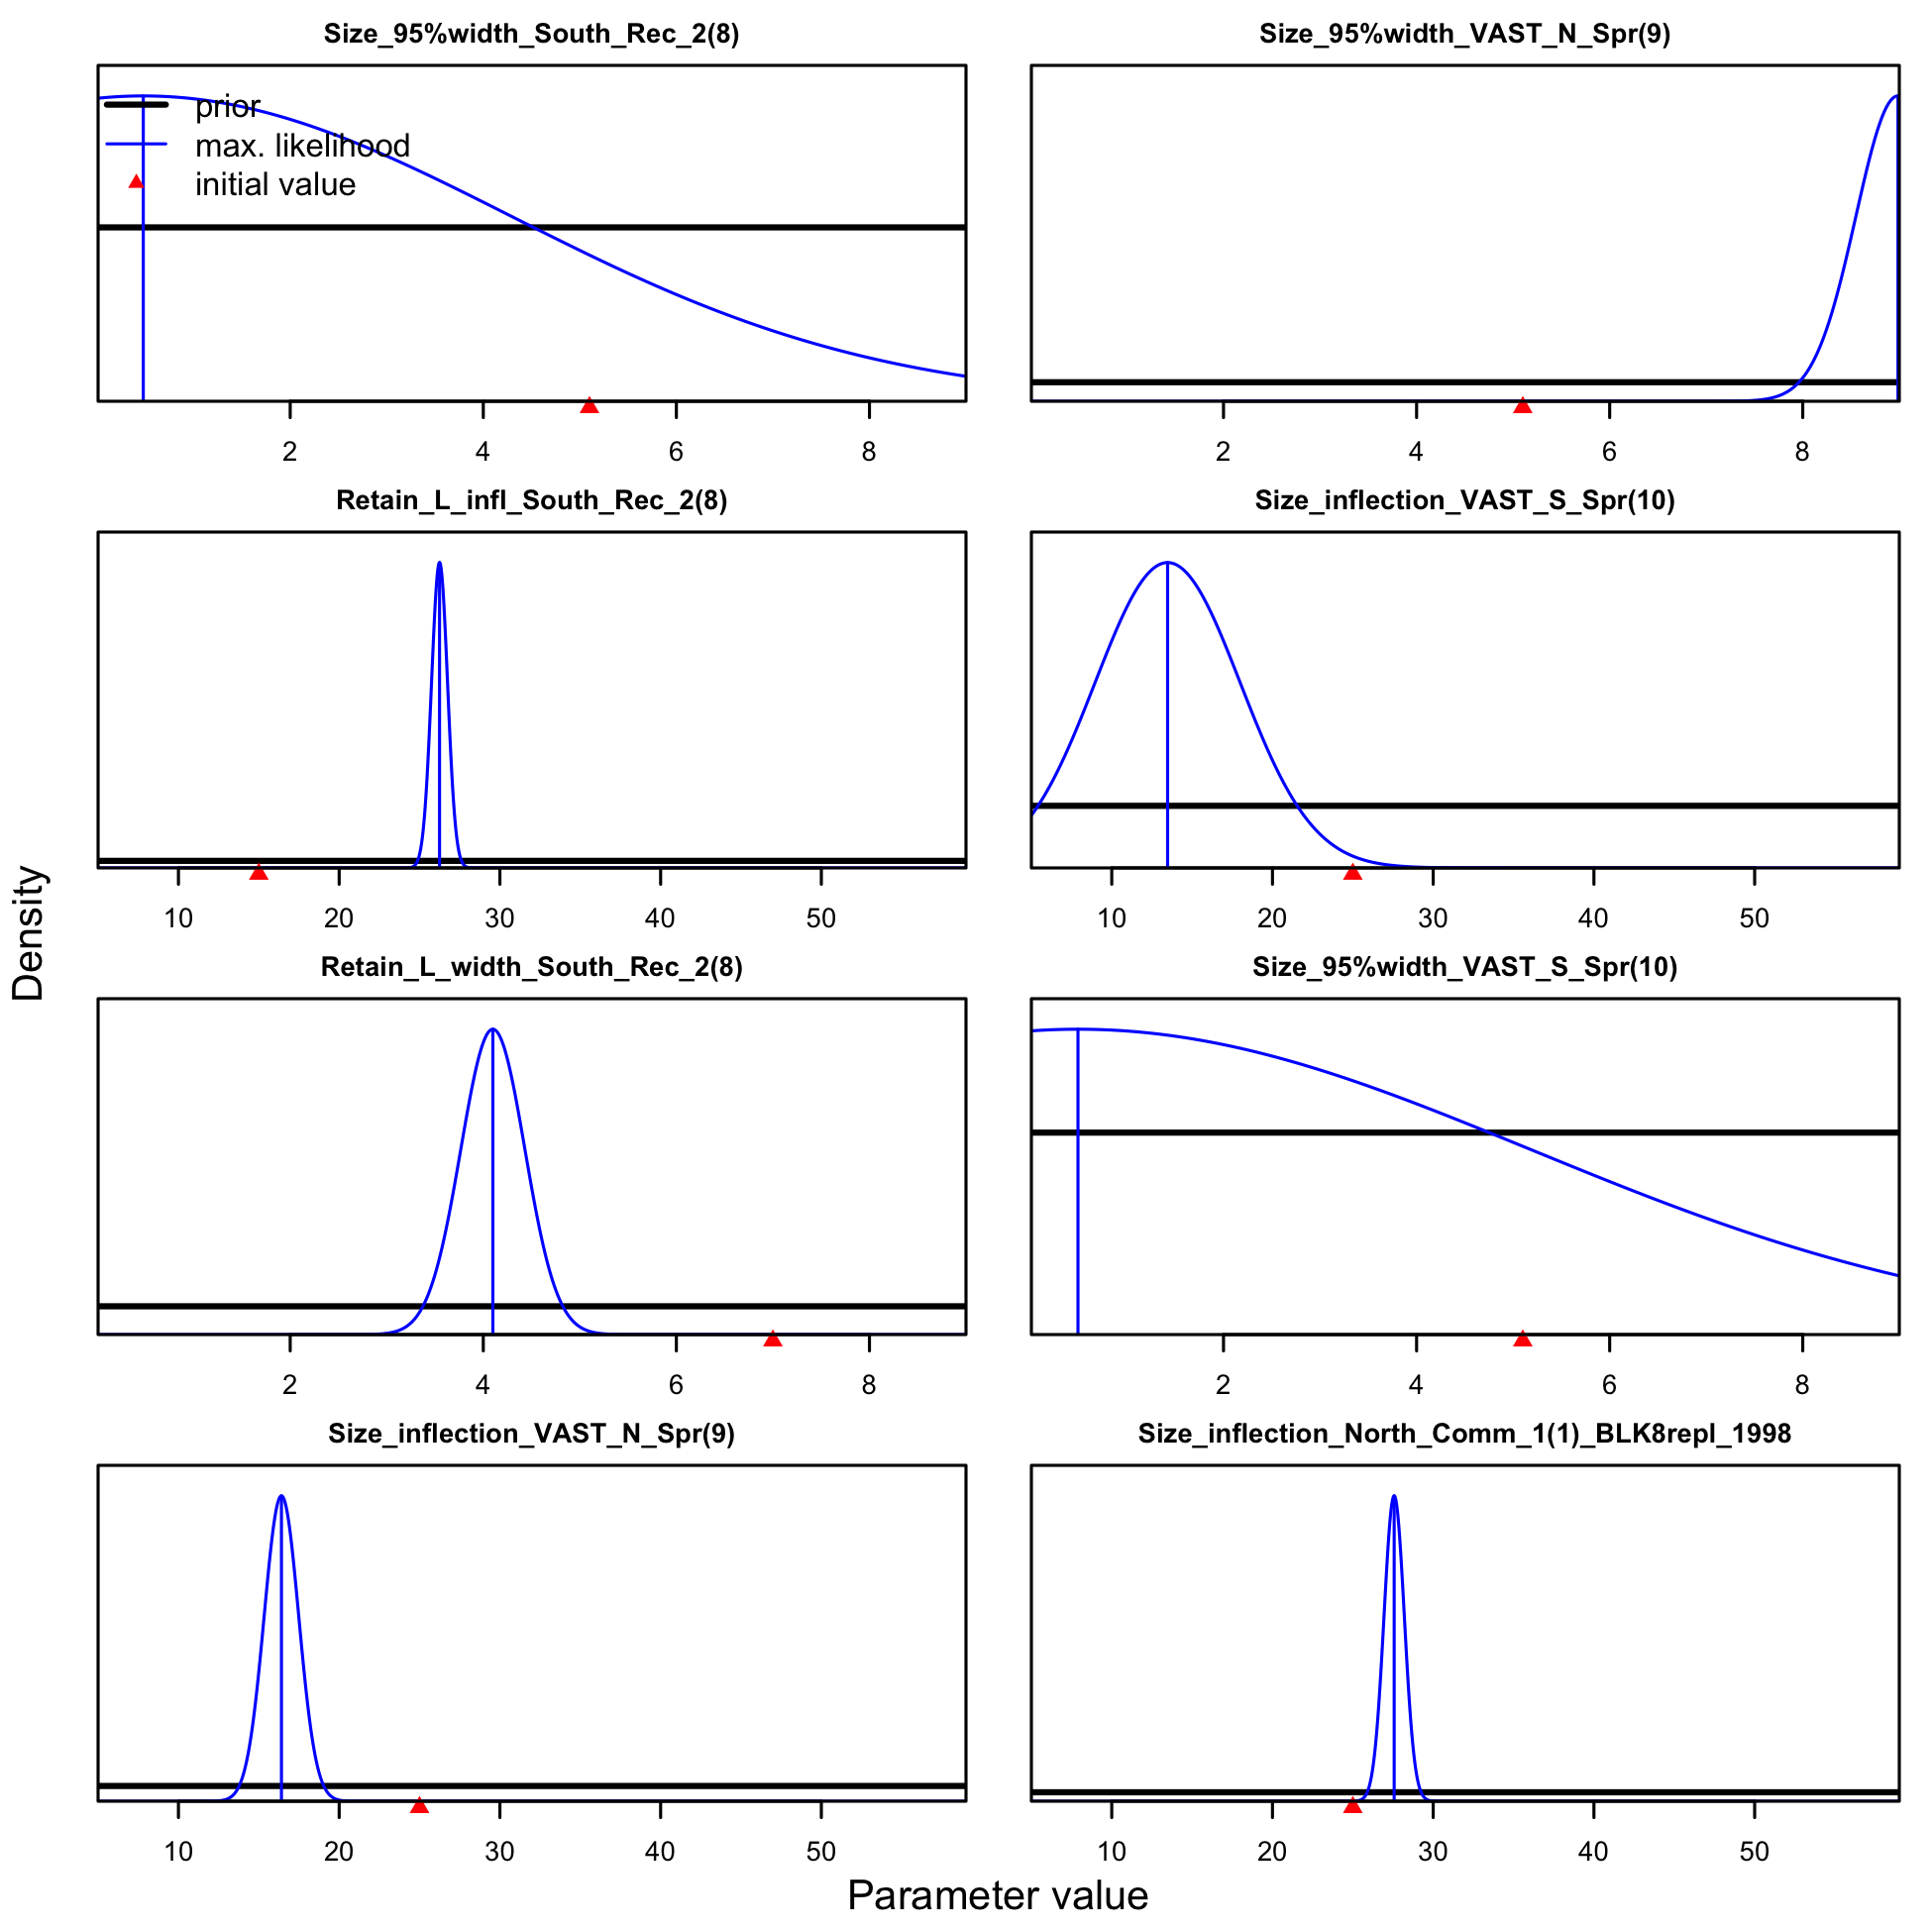 Size_95%width_South_Rec_2(8)
prior
max. likelihood
initial value
2 4 6 8
Size_95%width_VAST_N_Spr(9)
2 4 6 8
Retain_L_infl_South_Rec_2(8)
10 20 30 40 50
Size_inflection_VAST_S_Spr(10)
10 20 30 40 50
Retain_L_width_South_Rec_2(8)
2 4 6 8
Size_95%width_VAST_S_Spr(10)
2 4 6 8
Size_inflection_VAST_N_Spr(9)
10 20 30 40 50
Size_inflection_North_Comm_1(1)_BLK8repl_1998
10 20 30 40 50
Density
Parameter value